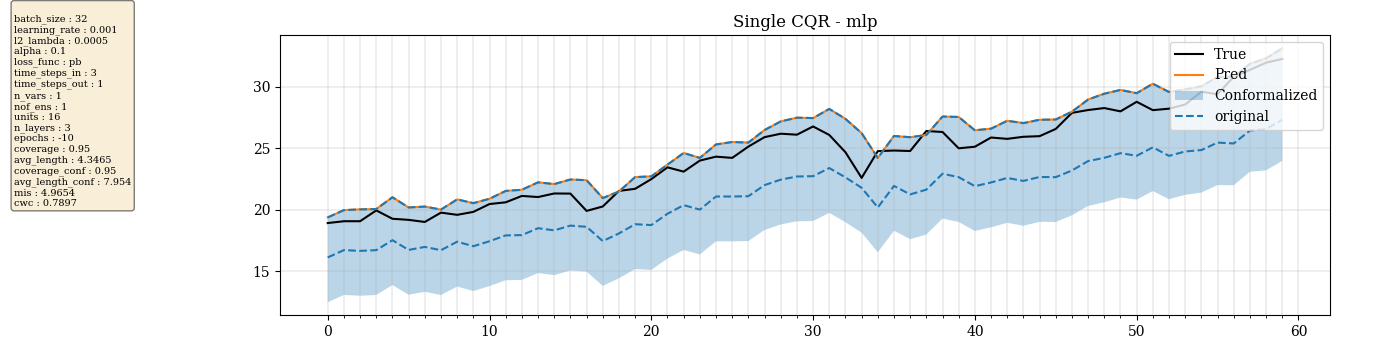 batch_size : 32
learning_rate : 0.001
l2_lambda : 0.0005
alpha : 0.1
loss_func : pb
time_steps_in : 3
time_steps_out : 1
n_vars : 1
nof_ens : 1
units : 16
n_layers : 3
epochs : -10
coverage : 0.95
avg_length : 4.3465
coverage_conf : 0.95
avg_length_conf : 7.954
mis : 4.9654
cwc : 0.7897
Single CQR - mlp
True
Pred
Conformalized
original
30
25
20
15
0 10 20 30 40 50 60